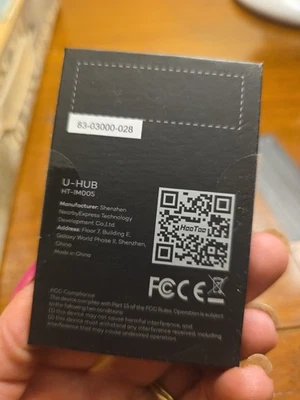 83-03000-028
U-HUB
HT-IM005
Manufacturer: Shenzhen
NearbyExpress Technology
Development Co.,Ltd
Address: Floor 7, Building E,
Galaxy World Phase II, Shenzhen,
China
Made in China
HooToo
FCC CE
FCC Compliance
This device complies with Part 15 of the FCC Rules. Operation is subject
to the following two conditions:
(1) this device may not cause harmful interference, and
(2) this device must withstand any interference received, including
interference that may cause undesired operation.